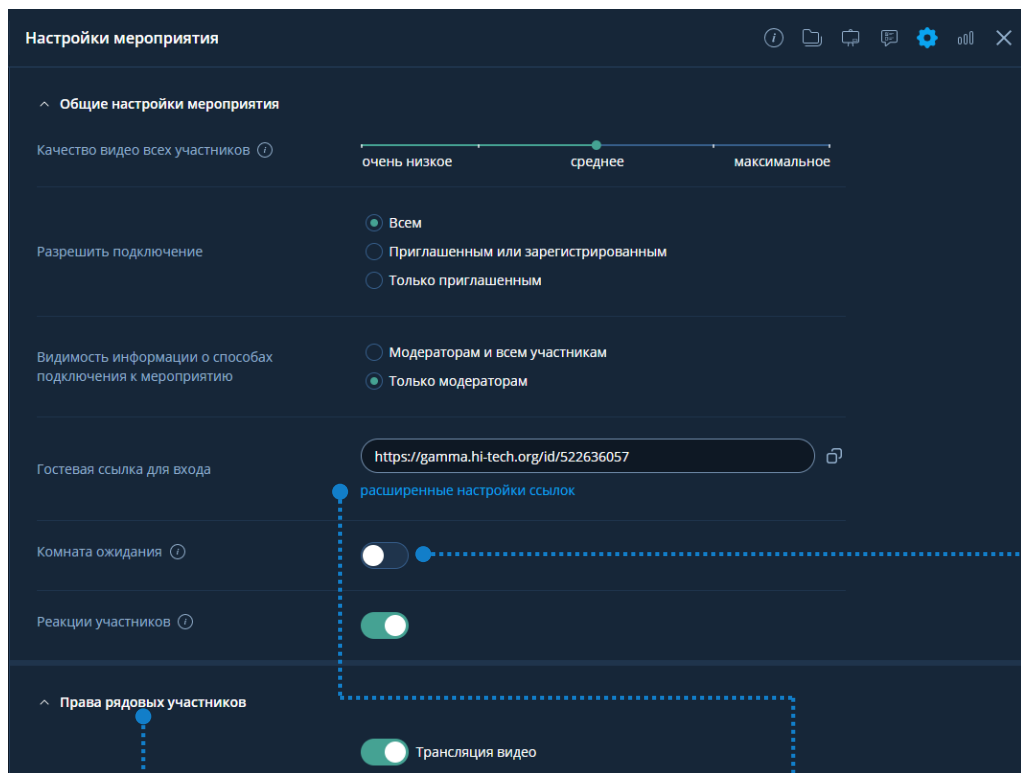 Настройки мероприятия
Общие настройки мероприятия
Качество видео всех участников
очень низкое среднее максимальное
Всем
Разрешить подключение
Приглашенным или зарегистрированным
Только приглашенным
Видимость информации о способах
подключения к мероприятию
Модераторам и всем участникам
Только модераторам
Гостевая ссылка для входа
https://gamma.hi-tech.org/id/522636057
расширенные настройки ссылок
Комната ожидания
Реакции участников
Права рядовых участников
Трансляция видео